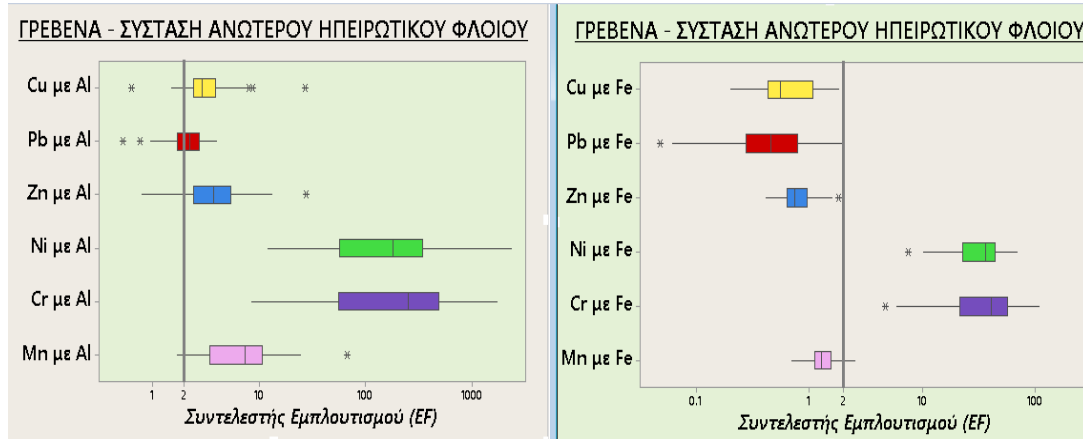 ΓΡΕΒΕΝΑ - ΣΥΣΤΑΣΗ ΑΝΩΤΕΡΟΥ ΗΠΕΙΡΩΤΙΚΟΥ ΦΛΟΙΟΥ
Cu με Al
Pb με Al
Zn με Al
Ni με Al
Cr με Al
Mn με Al
1 2 10 100 1000
Συντελεστής Εμπλουτισμού (EF)
ΓΡΕΒΕΝΑ - ΣΥΣΤΑΣΗ ΑΝΩΤΕΡΟΥ ΗΠΕΙΡΩΤΙΚΟΥ ΦΛΟΙΟΥ
Cu με Fe
Pb με Fe
Zn με Fe
Ni με Fe
Cr με Fe
Mn με Fe
0.1 1 2 10 100
Συντελεστής Εμπλουτισμού (EF)